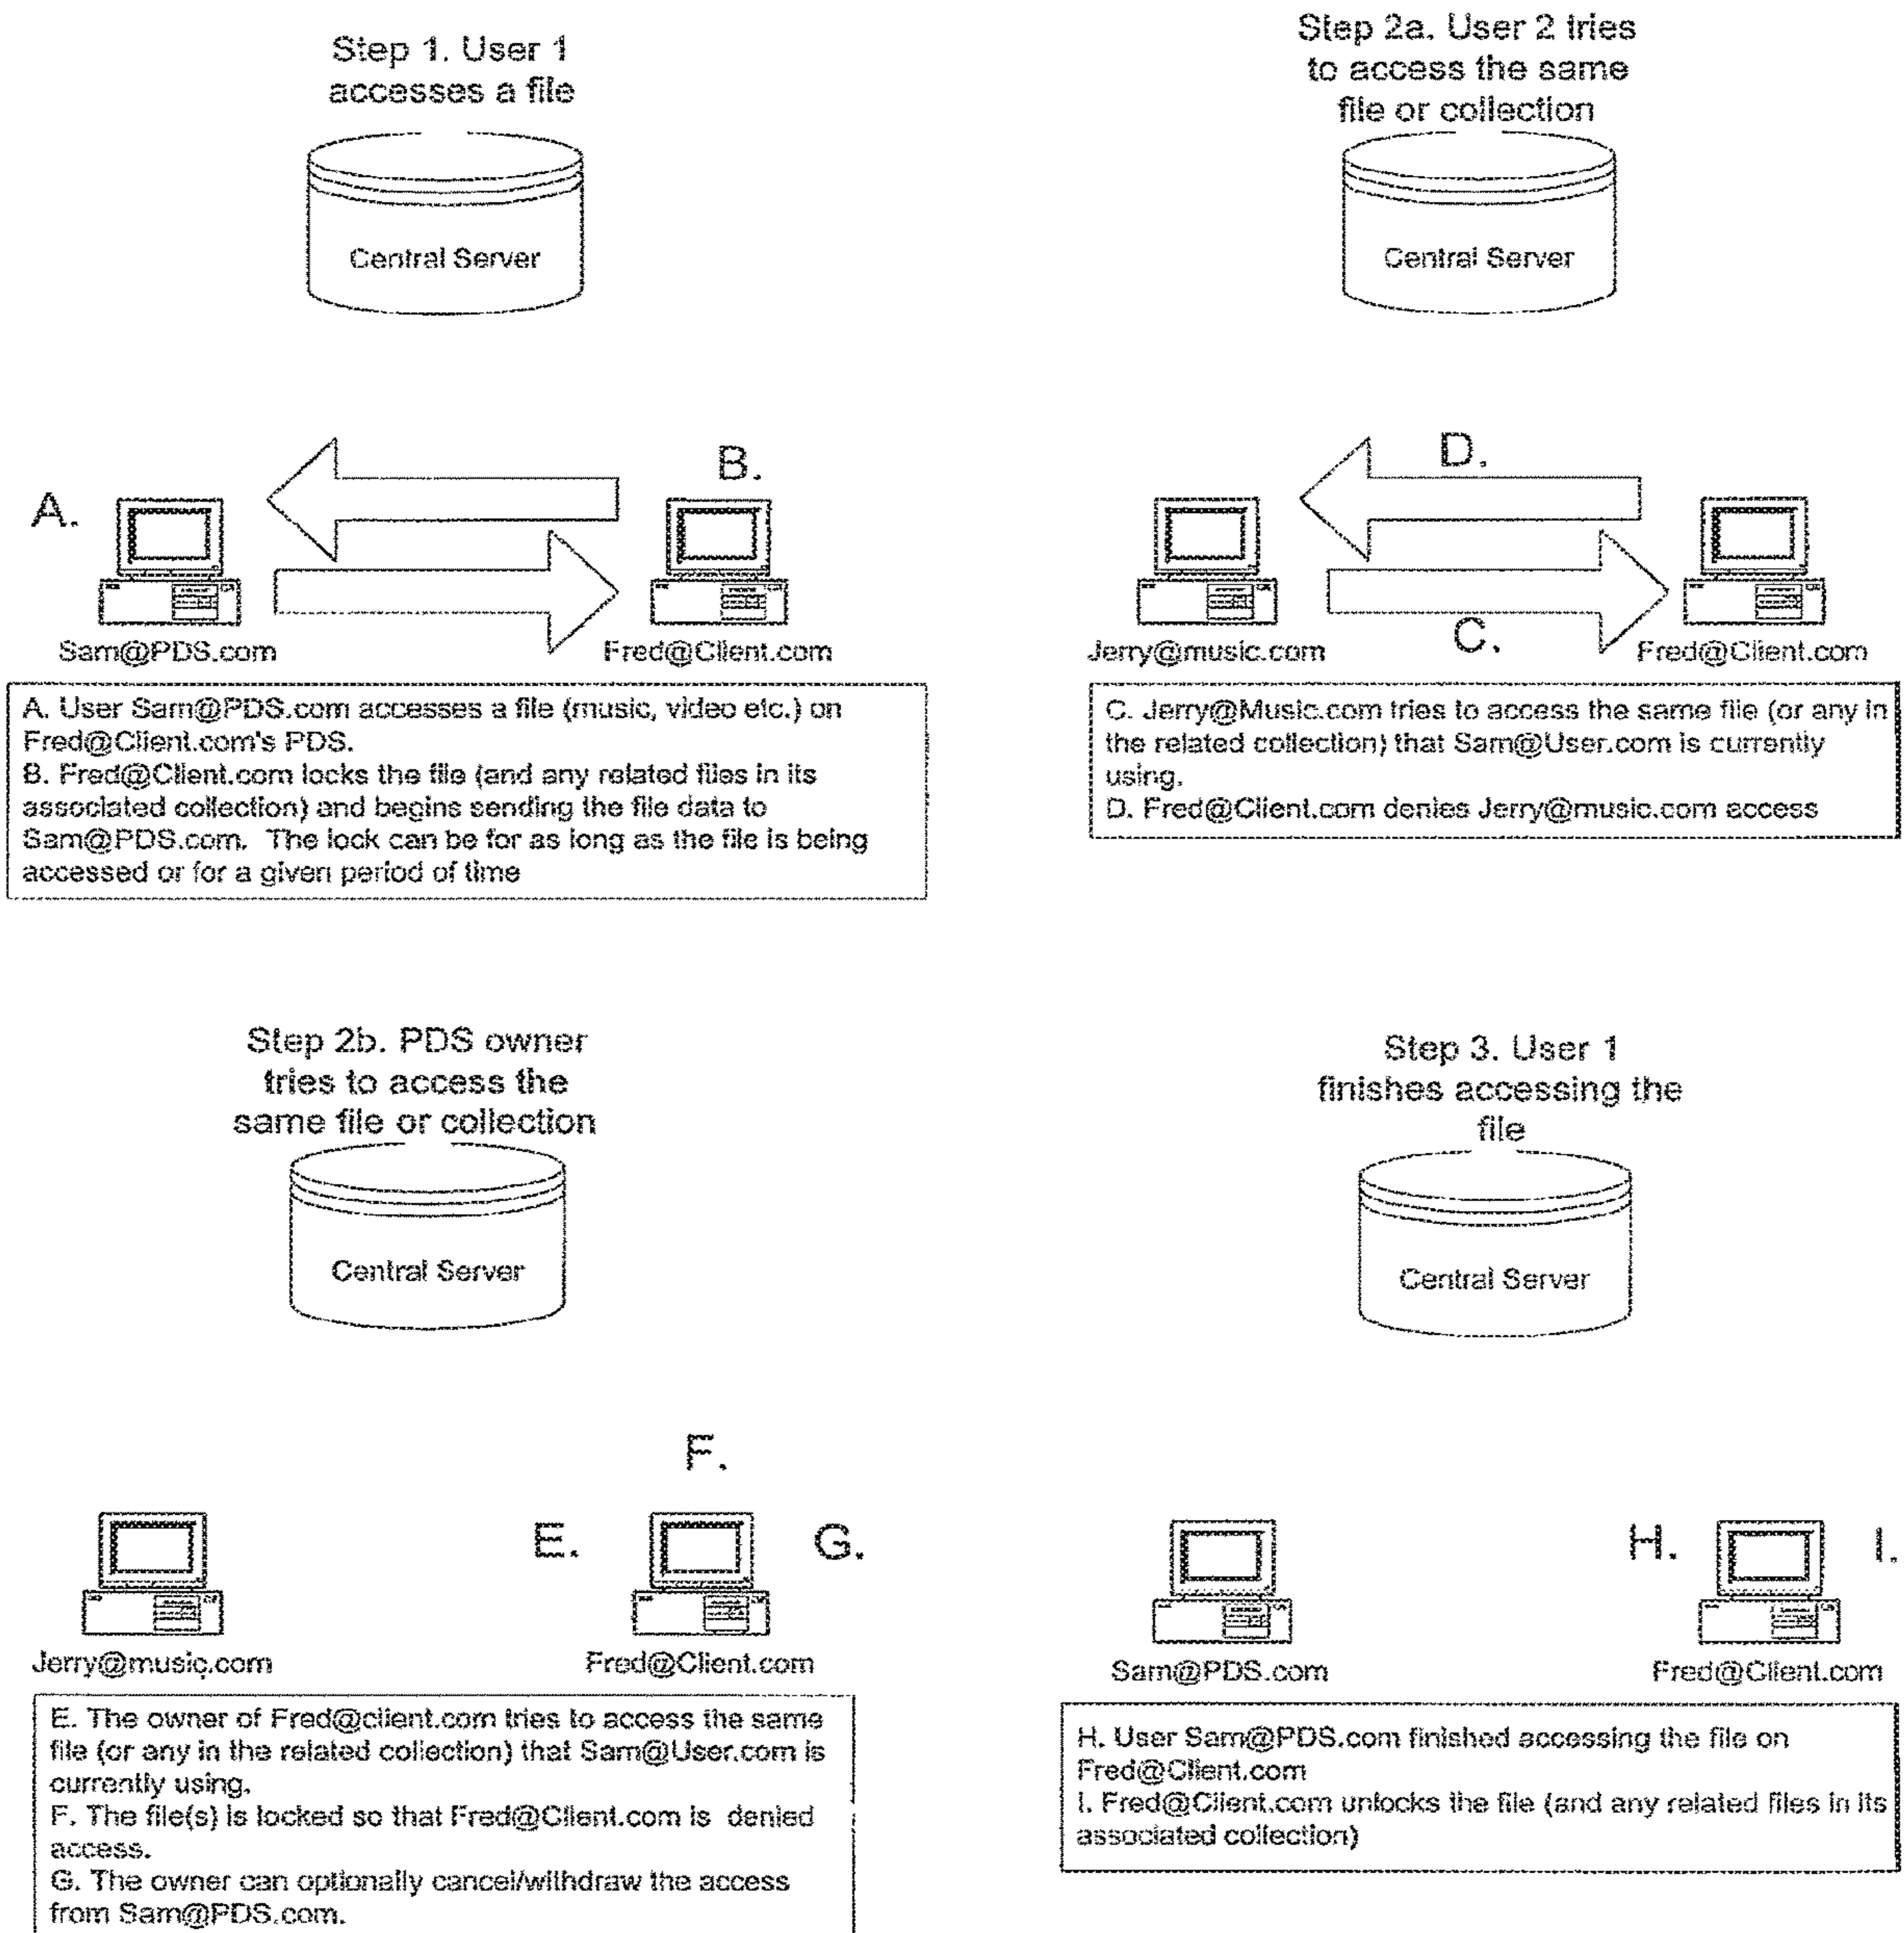 Step 1. User 1
accesses a file
Central Server
A.
B.
Sam@PDS.com
Fred@Client.com
A. User Sam@PDS.com accesses a file (music, video etc.) on
Fred@Client.com's PDS.
B. Fred@Client.com locks the file (and any related files in its
associated collection) and begins sending the file data to
Sam@PDS.com.  The lock can be for as long as the file is being
accessed or for a given period of time
Step 2a. User 2 tries
to access the same
file or collection
Central Server
D.
C.
Jerry@music.com
Fred@Client.com
C. Jerry@Music.com tries to access the same file (or any in
the related collection) that Sam@User.com is currently
using.
D. Fred@Client.com denies Jerry@music.com access
Step 2b. PDS owner
tries to access the
same file or collection
Central Server
F.
E.
G.
Jerry@music.com
Fred@Client.com
E. The owner of Fred@client.com tries to access the same
file (or any in the related collection) that Sam@User.com is
currently using.
F. The file(s) is locked so that Fred@Client.com is  denied
access.
G. The owner can optionally cancel/withdraw the access
from Sam@PDS.com.
Step 3. User 1
finishes accessing the
file
Central Server
H.
I.
Sam@PDS.com
Fred@Client.com
H. User Sam@PDS.com finished accessing the file on
Fred@Client.com
I. Fred@Client.com unlocks the file (and any related files in its
associated collection)